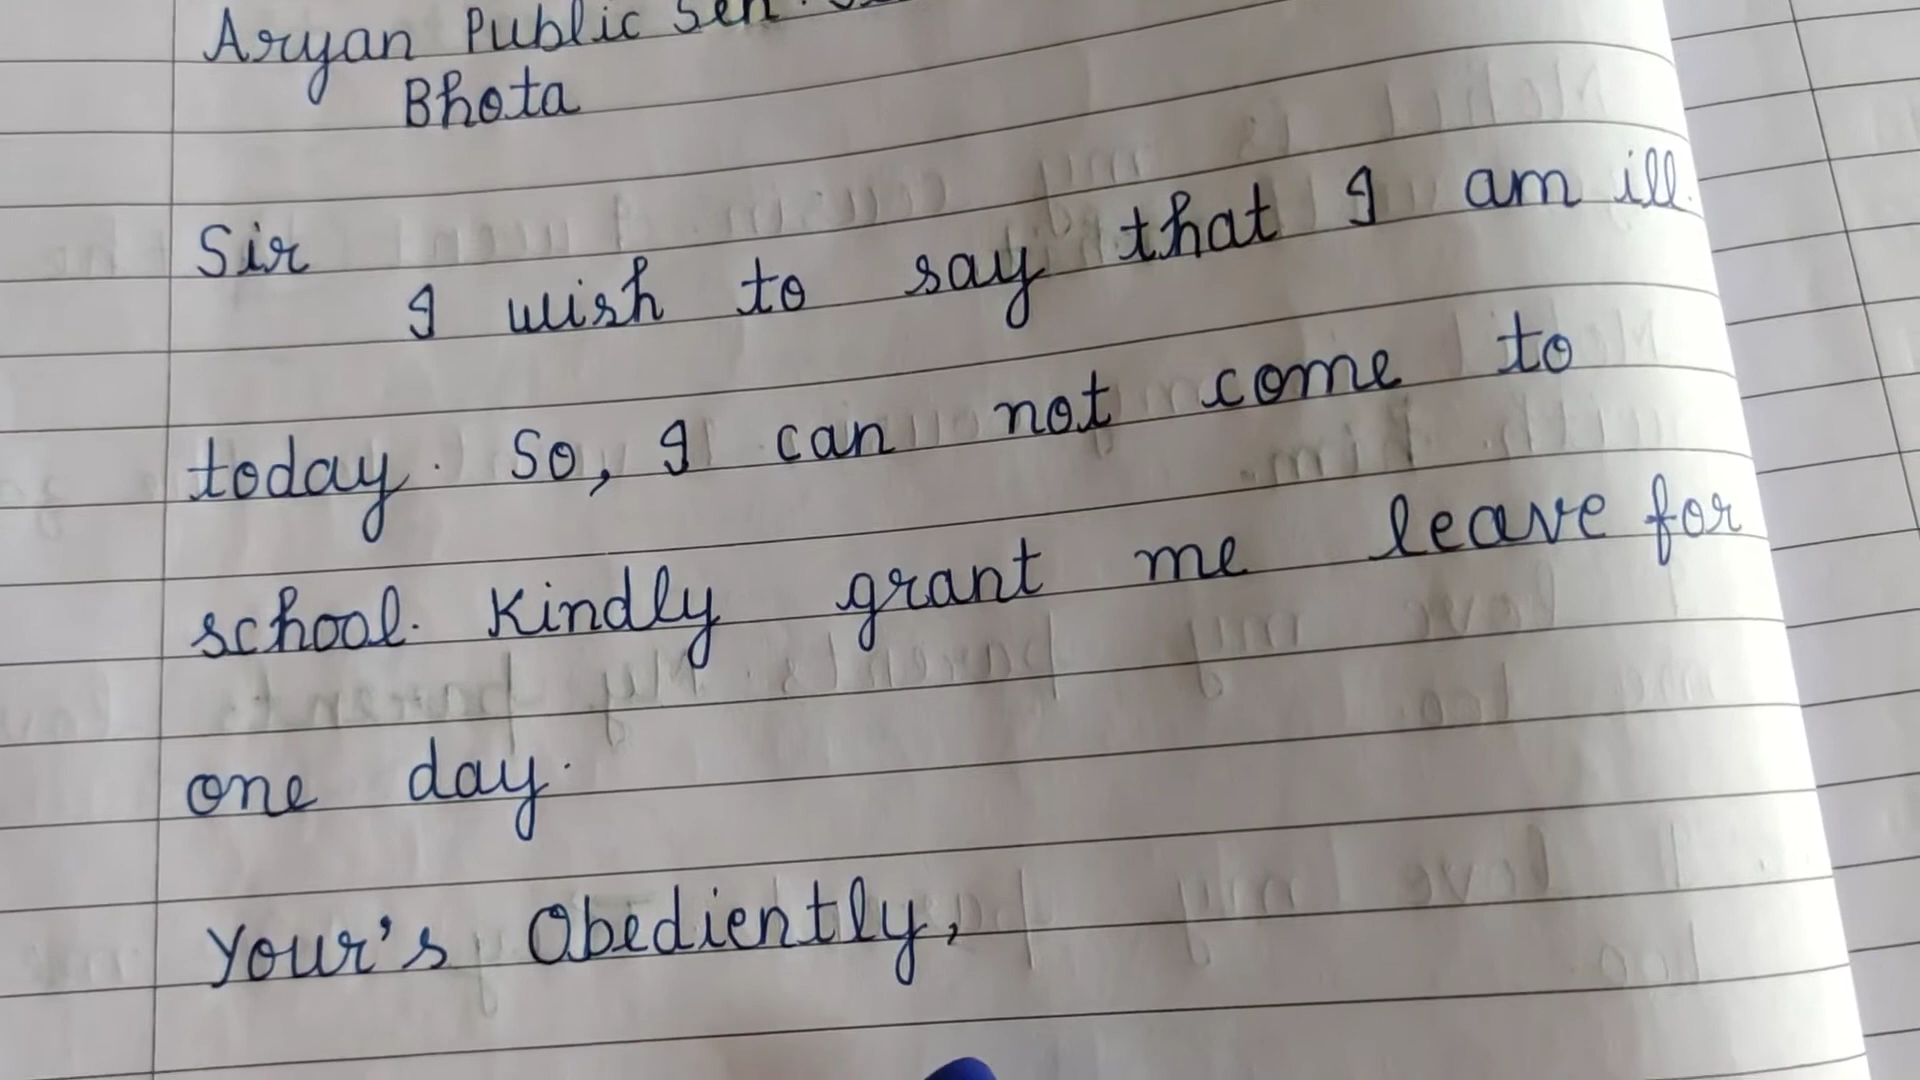 Aryan Public Sen.
Bhota
Sir
I wish to say that I am ill.
today. So, I can not come to
school. Kindly grant me leave for
one day.
Your's Obediently,